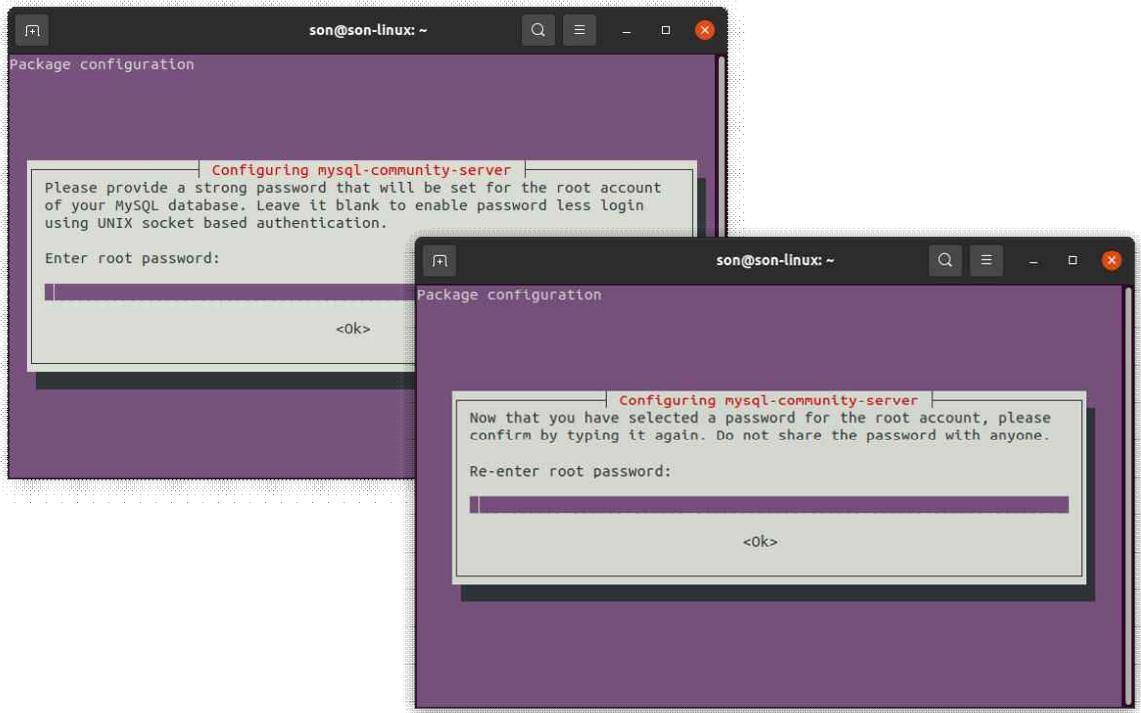 son@son-linux: ~
Package configuration
Configuring mysql-community-server
Please provide a strong password that will be set for the root account
of your MySQL database. Leave it blank to enable password less login
using UNIX socket based authentication.
Enter root password:
<Ok>
son@son-linux: ~
Package configuration
Configuring mysql-community-server
Now that you have selected a password for the root account, please
confirm by typing it again. Do not share the password with anyone.
Re-enter root password:
<Ok>